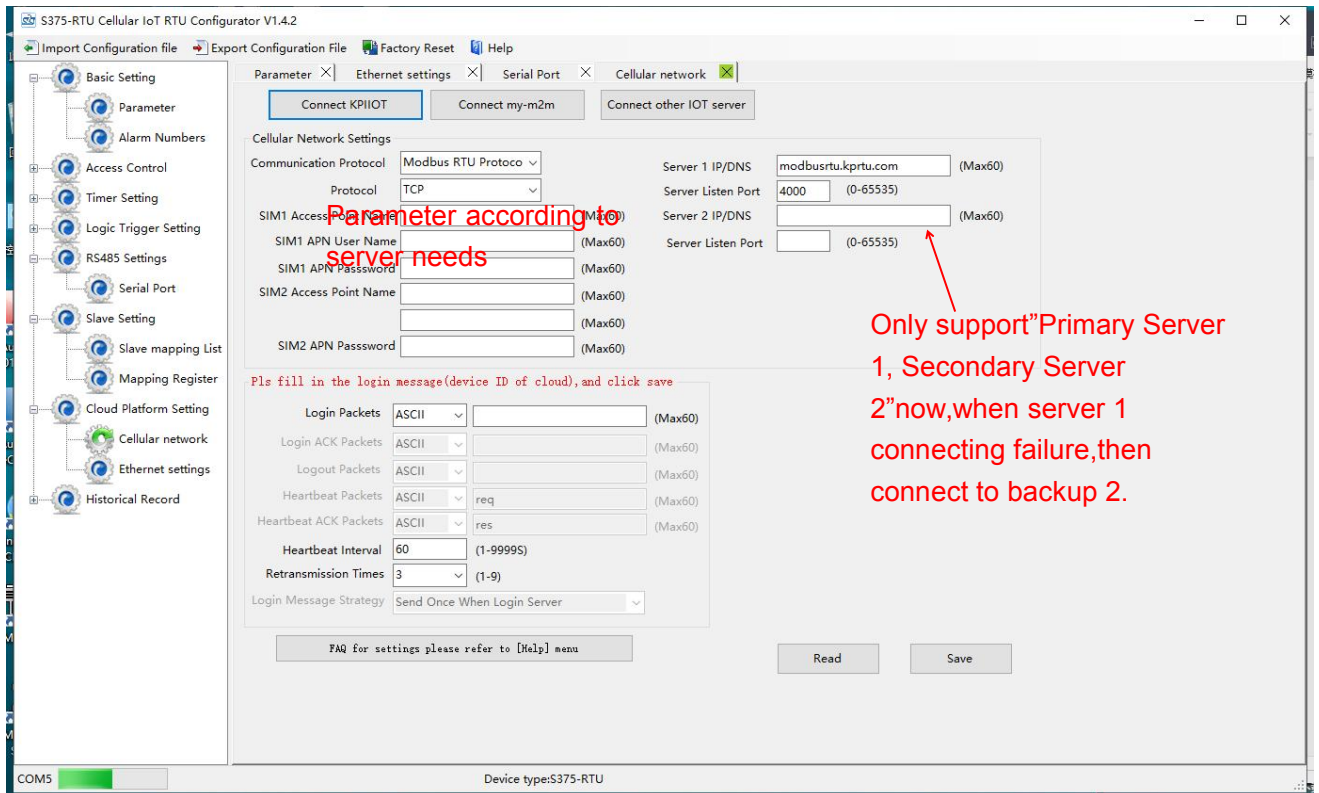 S375-RTU Cellular IoT RTU Configurator V1.4.2
Import Configuration file Export Configuration File Factory Reset Help
Basic Setting
Parameter
Alarm Numbers
Access Control
Timer Setting
Logic Trigger Setting
RS485 Settings
Serial Port
Slave Setting
Slave mapping List
Mapping Register
Cloud Platform Setting
Cellular network
Ethernet settings
Historical Record
Parameter Ethernet settings Serial Port Cellular network
Connect KPIIOT Connect my-m2m Connect other IOT server
Cellular Network Settings
Communication Protocol Modbus RTU Protoco
Protocol TCP
SIM1 Access Point Name (Max60)
SIM1 APN User Name (Max60)
SIM1 APN Passsword (Max60)
SIM2 Access Point Name (Max60)
(Max60)
SIM2 APN Passsword (Max60)
Parameter according to
server needs
Server 1 IP/DNS modbusrtu.kprtu.com (Max60)
Server Listen Port 4000 (0-65535)
Server 2 IP/DNS (Max60)
Server Listen Port (0-65535)
Only support”Primary Server
1, Secondary Server
2”now,when server 1
connecting failure,then
connect to backup 2.
Pls fill in the login message(device ID of cloud),and click save
Login Packets ASCII (Max60)
Login ACK Packets ASCII (Max60)
Logout Packets ASCII (Max60)
Heartbeat Packets ASCII req (Max60)
Heartbeat ACK Packets ASCII res (Max60)
Heartbeat Interval 60 (1-9999S)
Retransmission Times 3 (1-9)
Login Message Strategy Send Once When Login Server
FAQ for settings please refer to [Help] menu
Read Save
COM5 Device type:S375-RTU